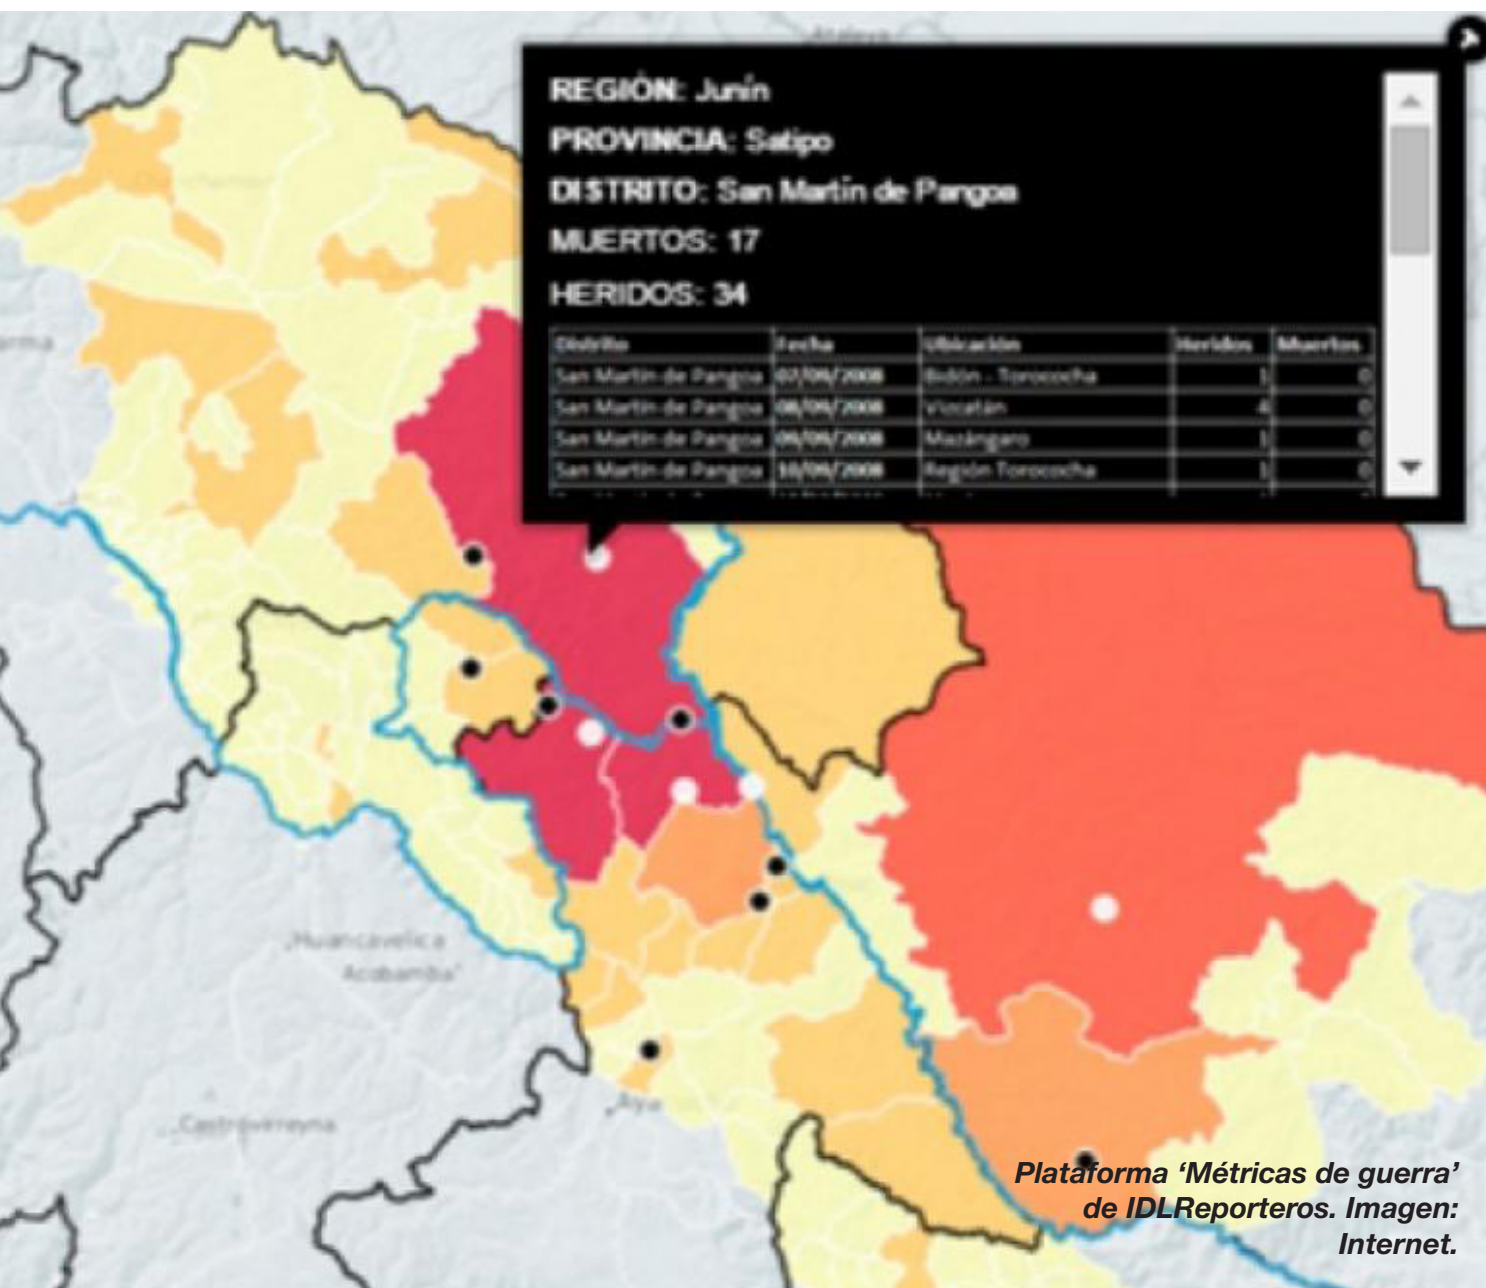 REGIÓN: Junín
PROVINCIA: Satipo
DISTRITO: San Martín de Pangoa
MUERTOS: 17
HERIDOS: 34
Distrito Fecha Ubicación Heridos Muertos
San Martín de Pangoa 07/09/2008 Bidón - Torococha 1 0
San Martín de Pangoa 08/09/2008 Vizcatán 4 0
San Martín de Pangoa 09/09/2008 Mazángaro 1 0
San Martín de Pangoa 10/09/2008 Región Torococha 1 0
Huancavelica
Acobamba
Castrovirreyna
Plataforma ‘Métricas de guerra’
de IDLReporteros. Imagen:
Internet.